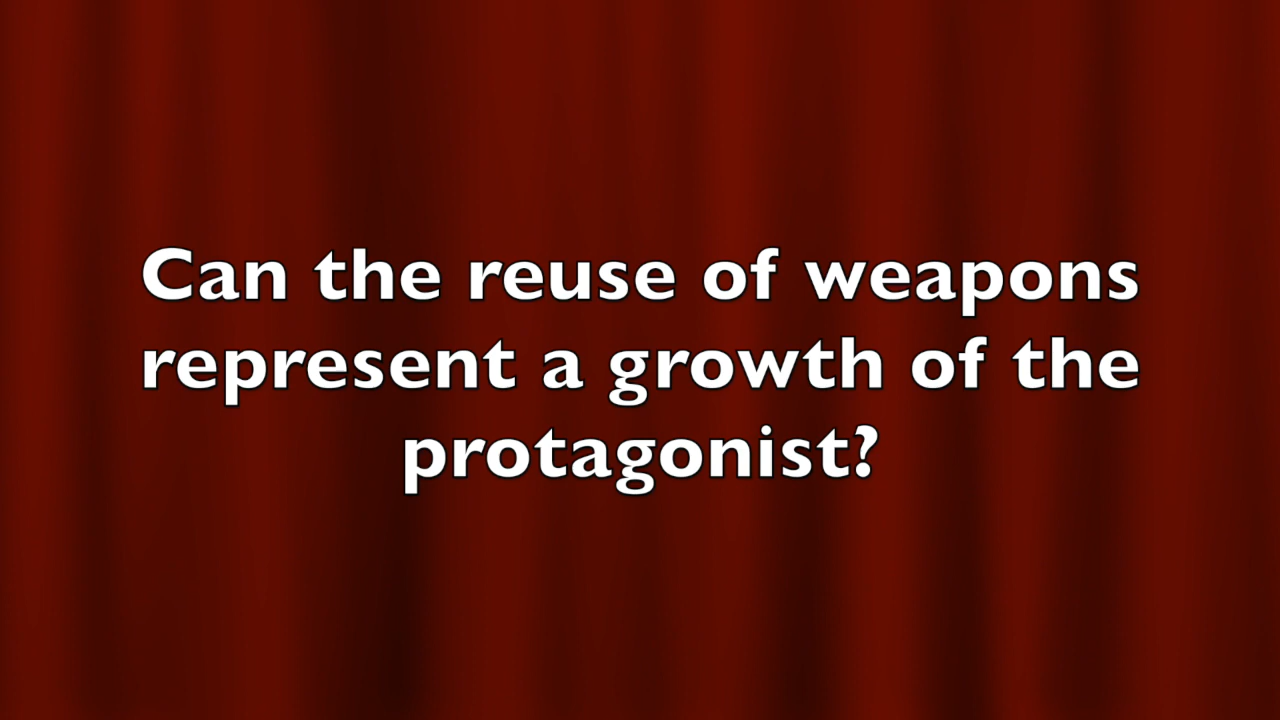 Can the reuse of weapons
represent a growth of the
protagonist?